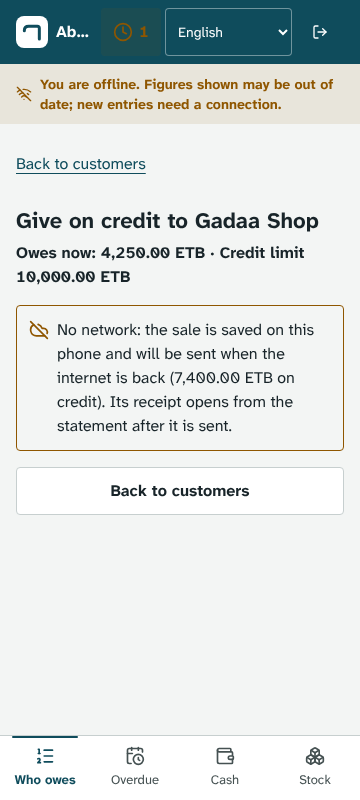 Ab...
1
English
You are offline. Figures shown may be out of
date; new entries need a connection.
Back to customers
Give on credit to Gadaa Shop
Owes now: 4,250.00 ETB · Credit limit
10,000.00 ETB
No network: the sale is saved on this
phone and will be sent when the
internet is back (7,400.00 ETB on
credit). Its receipt opens from the
statement after it is sent.
Back to customers
Who owes
Overdue
Cash
Stock